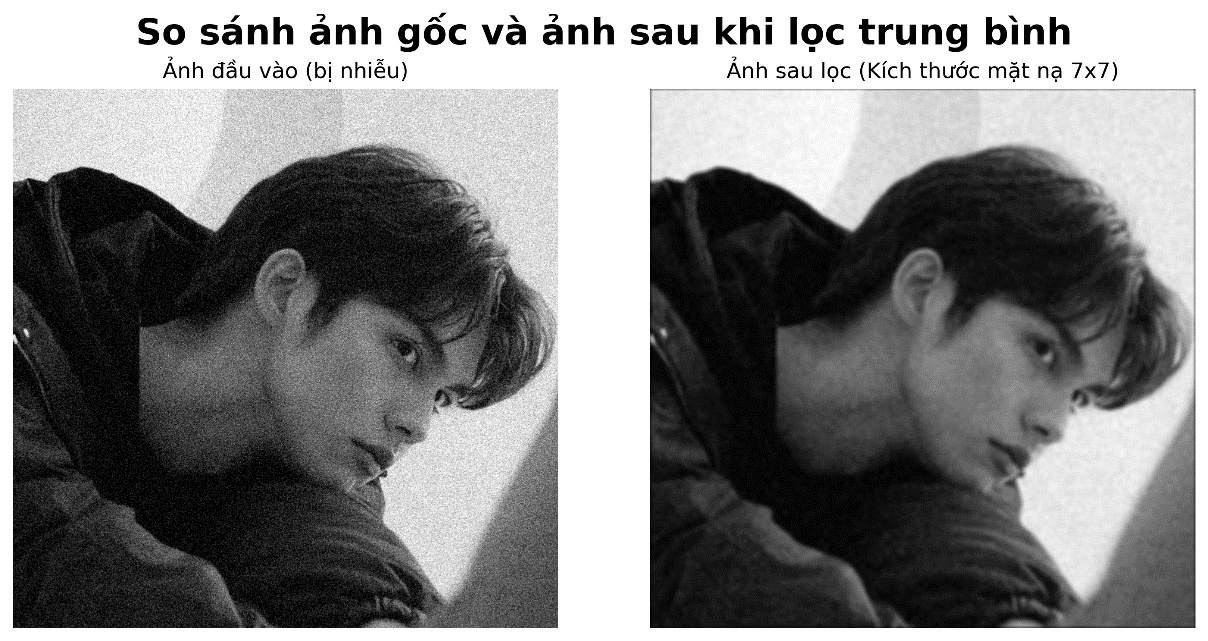 So sánh ảnh gốc và ảnh sau khi lọc trung bình
Ảnh đầu vào (bị nhiễu)
Ảnh sau lọc (Kích thước mặt nạ 7x7)